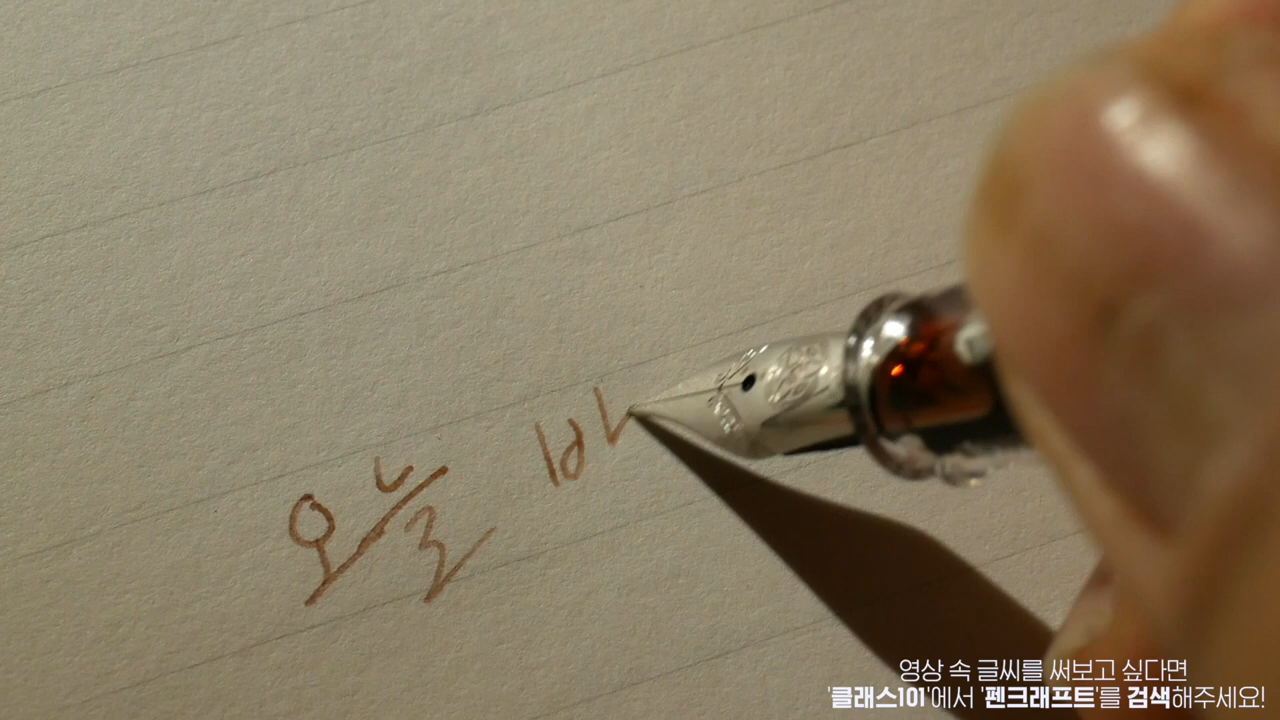 오늘 바
영상 속 글씨를 써보고 싶다면
'클래스101'에서 '펜크래프트'를 검색해주세요!